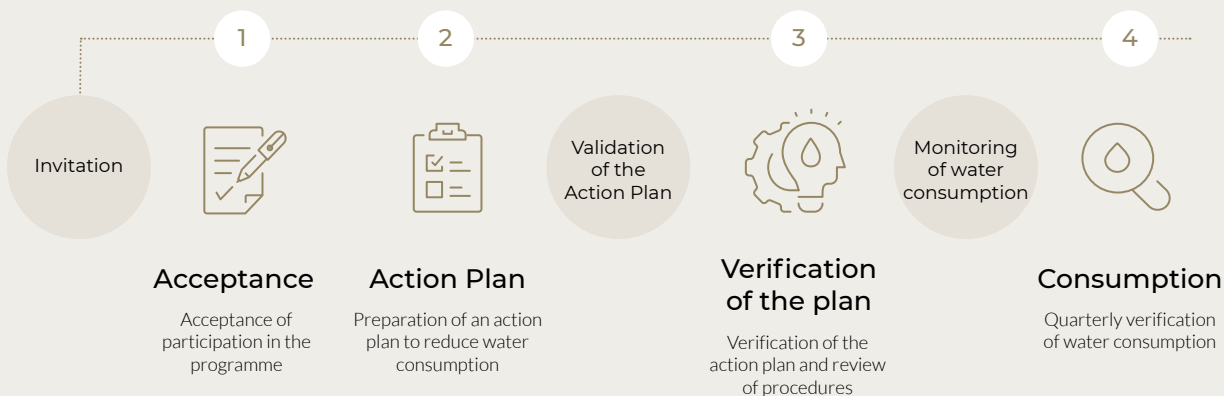 1
2
3
4
Invitation
Validation
of the
Action Plan
Monitoring
of water
consumption
Acceptance
Acceptance of
participation in the
programme
Action Plan
Preparation of an action
plan to reduce water
consumption
Verification
of the plan
Verification of the
action plan and review
of procedures
Consumption
Quarterly verification
of water consumption